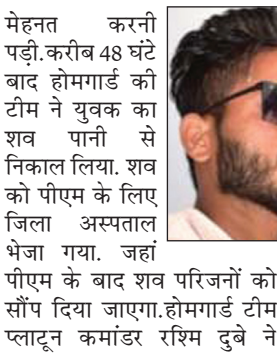 मेहनत करनी
पड़ी.करीब 48 घंटे
बाद होमगार्ड की
टीम ने युवक का
शव पानी से
निकाल लिया. शव
को पीएम के लिए
जिला अस्पताल
भेजा गया. जहां
पीएम के बाद शव परिजनों को
सौंप दिया जाएगा.होमगार्ड टीम
प्लाटून कमांडर रश्मि दुबे ने